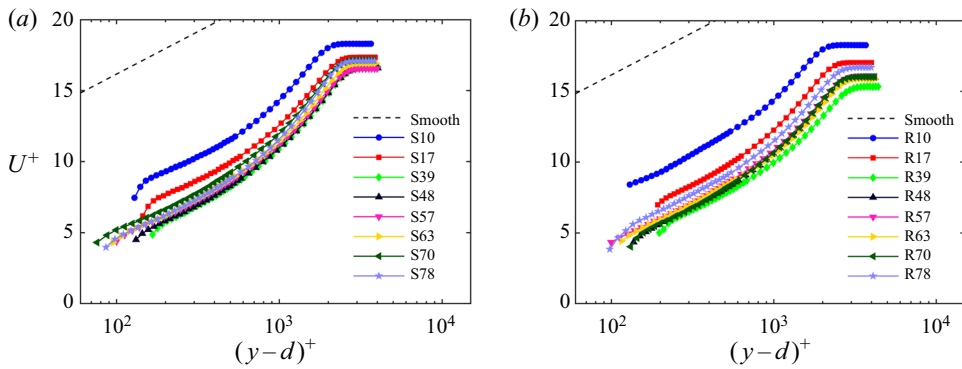 (a)
20
15
10
5
0
U+
10² 10³ 10⁴
(y−d)+
Smooth
S10
S17
S39
S48
S57
S63
S70
S78
(b)
20
15
10
5
0
10² 10³ 10⁴
(y−d)+
Smooth
R10
R17
R39
R48
R57
R63
R70
R78